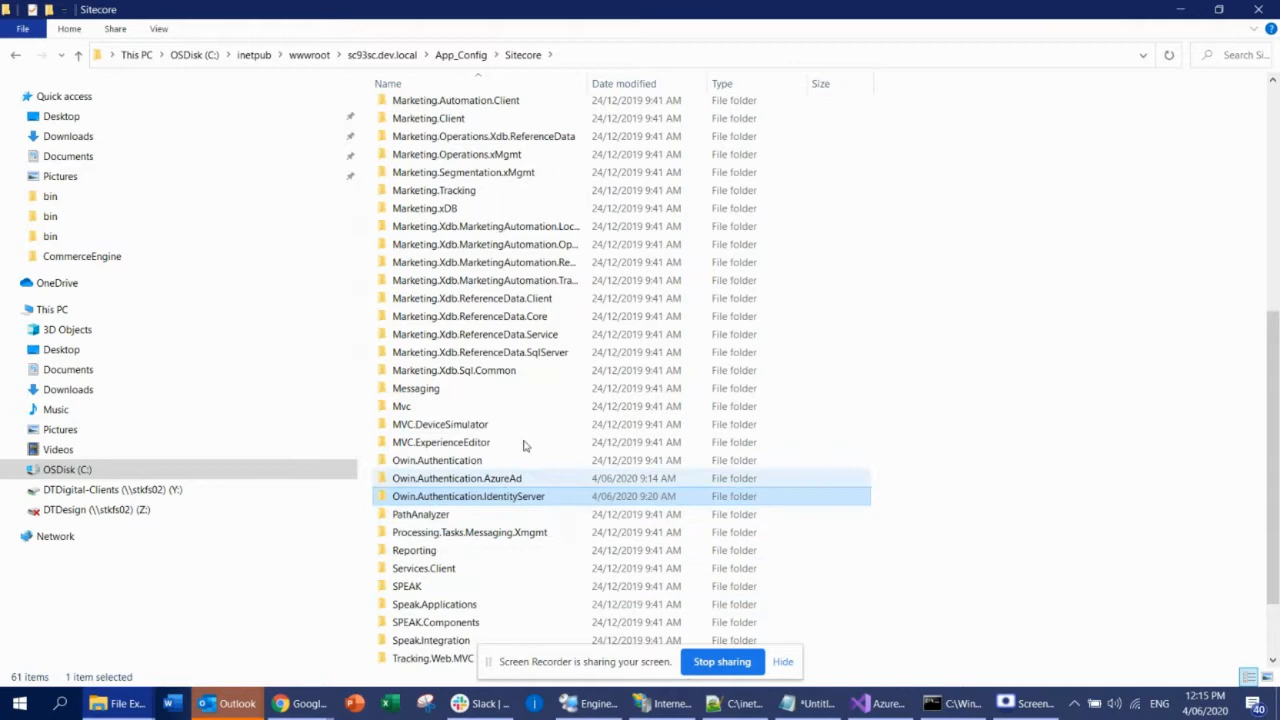 Sitecore
File Home Share View
This PC OSDisk (C:) inetpub wwwroot sc93sc.dev.local App_Config Sitecore Search Si...
Name Date modified Type Size
Quick access
Desktop
Downloads
Documents
Pictures
bin
bin
bin
CommerceEngine
OneDrive
This PC
3D Objects
Desktop
Documents
Downloads
Music
Pictures
Videos
OSDisk (C:)
DTDigital-Clients (\\stkfs02) (Y:)
DTDesign (\\stkfs02) (Z:)
Network
Marketing.Automation.Client 24/12/2019 9:41 AM File folder
Marketing.Client 24/12/2019 9:41 AM File folder
Marketing.Operations.Xdb.ReferenceData 24/12/2019 9:41 AM File folder
Marketing.Operations.xMgmt 24/12/2019 9:41 AM File folder
Marketing.Segmentation.xMgmt 24/12/2019 9:41 AM File folder
Marketing.Tracking 24/12/2019 9:41 AM File folder
Marketing.xDB 24/12/2019 9:41 AM File folder
Marketing.Xdb.MarketingAutomation.Loc... 24/12/2019 9:41 AM File folder
Marketing.Xdb.MarketingAutomation.Op... 24/12/2019 9:41 AM File folder
Marketing.Xdb.MarketingAutomation.Re... 24/12/2019 9:41 AM File folder
Marketing.Xdb.MarketingAutomation.Tra... 24/12/2019 9:41 AM File folder
Marketing.Xdb.ReferenceData.Client 24/12/2019 9:41 AM File folder
Marketing.Xdb.ReferenceData.Core 24/12/2019 9:41 AM File folder
Marketing.Xdb.ReferenceData.Service 24/12/2019 9:41 AM File folder
Marketing.Xdb.ReferenceData.SqlServer 24/12/2019 9:41 AM File folder
Marketing.Xdb.Sql.Common 24/12/2019 9:41 AM File folder
Messaging 24/12/2019 9:41 AM File folder
Mvc 24/12/2019 9:41 AM File folder
MVC.DeviceSimulator 24/12/2019 9:41 AM File folder
MVC.ExperienceEditor 24/12/2019 9:41 AM File folder
Owin.Authentication 24/12/2019 9:41 AM File folder
Owin.Authentication.AzureAd 4/06/2020 9:14 AM File folder
Owin.Authentication.IdentityServer 4/06/2020 9:20 AM File folder
PathAnalyzer 24/12/2019 9:41 AM File folder
Processing.Tasks.Messaging.Xmgmt 24/12/2019 9:41 AM File folder
Reporting 24/12/2019 9:41 AM File folder
Services.Client 24/12/2019 9:41 AM File folder
SPEAK 24/12/2019 9:41 AM File folder
Speak.Applications 24/12/2019 9:41 AM File folder
SPEAK.Components 24/12/2019 9:41 AM File folder
Speak.Integration 24/12/2019 9:41 AM File folder
Tracking.Web.MVC
Screen Recorder is sharing your screen. Stop sharing Hide
61 items 1 item selected
File Ex... Outlook Googl... Slack | ... Engine... Interne... C:\inet... *Untitl... Azure... C:\Win... Screen... ENG 12:15 PM
4/06/2020 40